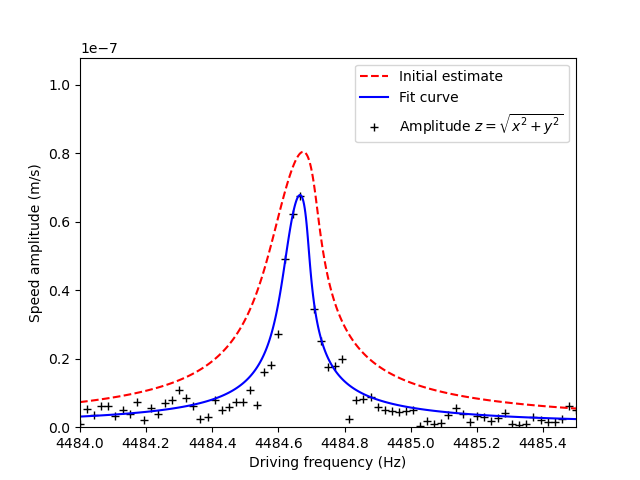 1e−7
1.0
0.8
0.6
0.4
0.2
0.0
Speed amplitude (m/s)
Initial estimate
Fit curve
Amplitude z = √x² + y²
4484.0 4484.2 4484.4 4484.6 4484.8 4485.0 4485.2 4485.4
Driving frequency (Hz)